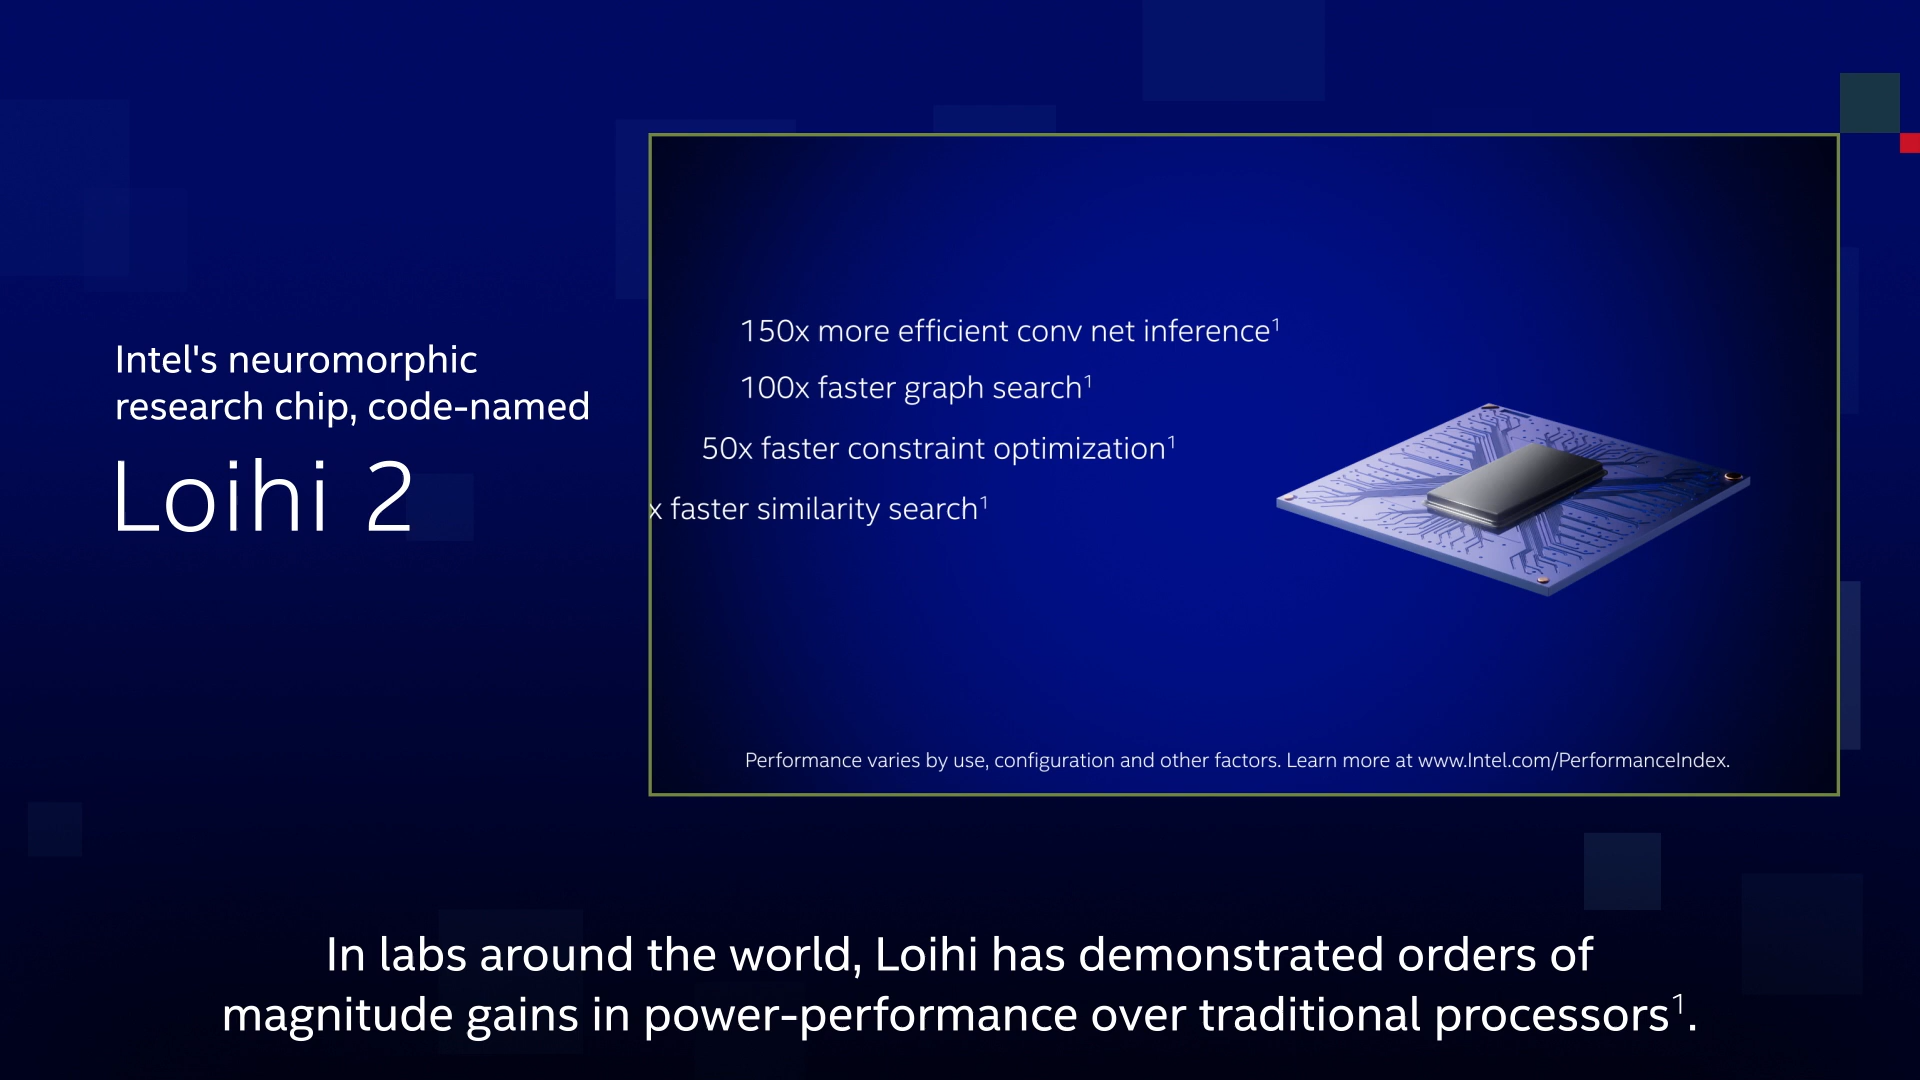 Intel's neuromorphic
research chip, code-named
Loihi 2
150x more efficient conv net inference¹
100x faster graph search¹
50x faster constraint optimization¹
x faster similarity search¹
Performance varies by use, configuration and other factors. Learn more at www.Intel.com/PerformanceIndex.
In labs around the world, Loihi has demonstrated orders of
magnitude gains in power-performance over traditional processors¹.